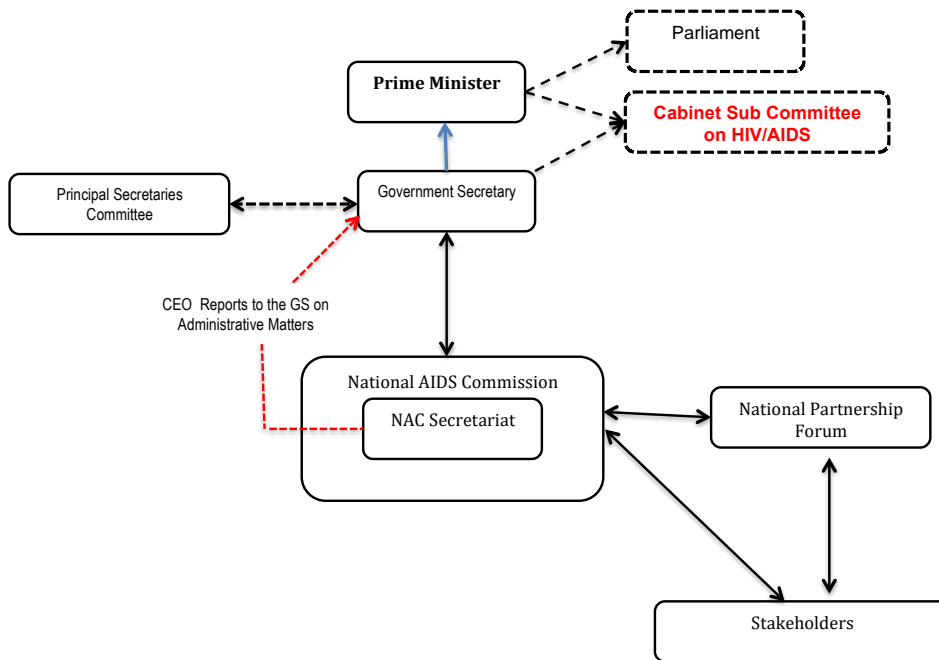 Parliament
Prime Minister
Cabinet Sub Committee
on HIV/AIDS
Government Secretary
Principal Secretaries
Committee
CEO Reports to the GS on
Administrative Matters
National AIDS Commission
NAC Secretariat
National Partnership
Forum
Stakeholders